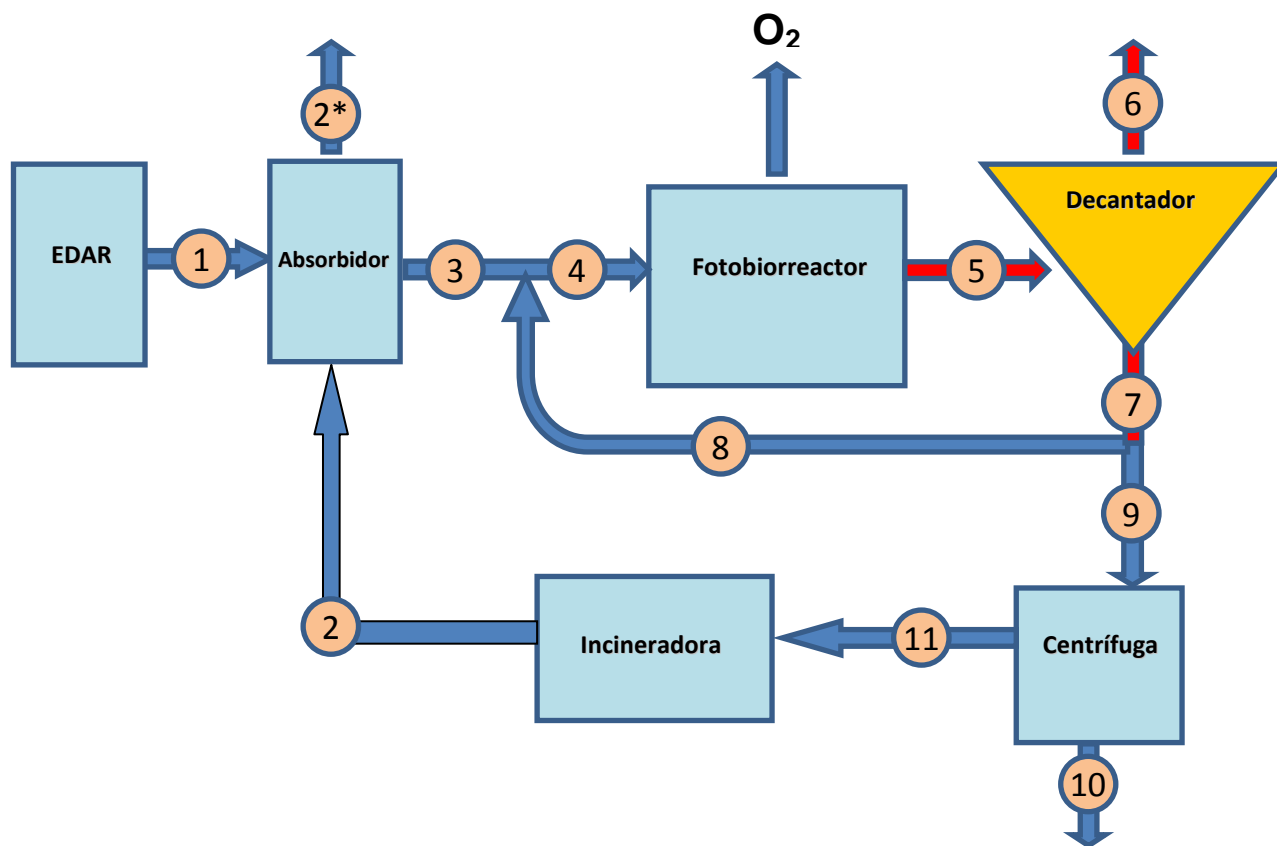 O₂
2*
6
EDAR
1
Absorbidor
3
4
Fotobiorreactor
5
Decantador
7
8
9
2
Incineradora
11
Centrífuga
10